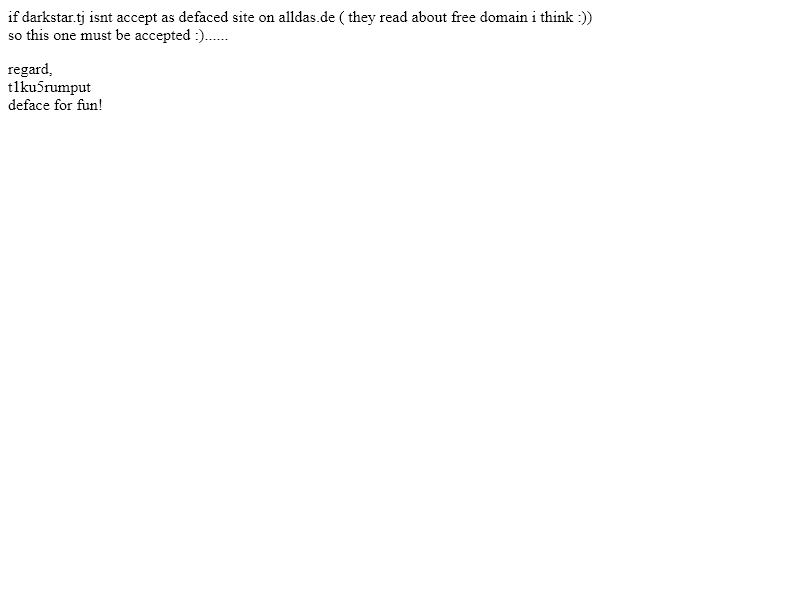 if darkstar.tj isnt accept as defaced site on alldas.de ( they read about free domain i think :))
so this one must be accepted :)......
regard,
t1ku5rumput
deface for fun!